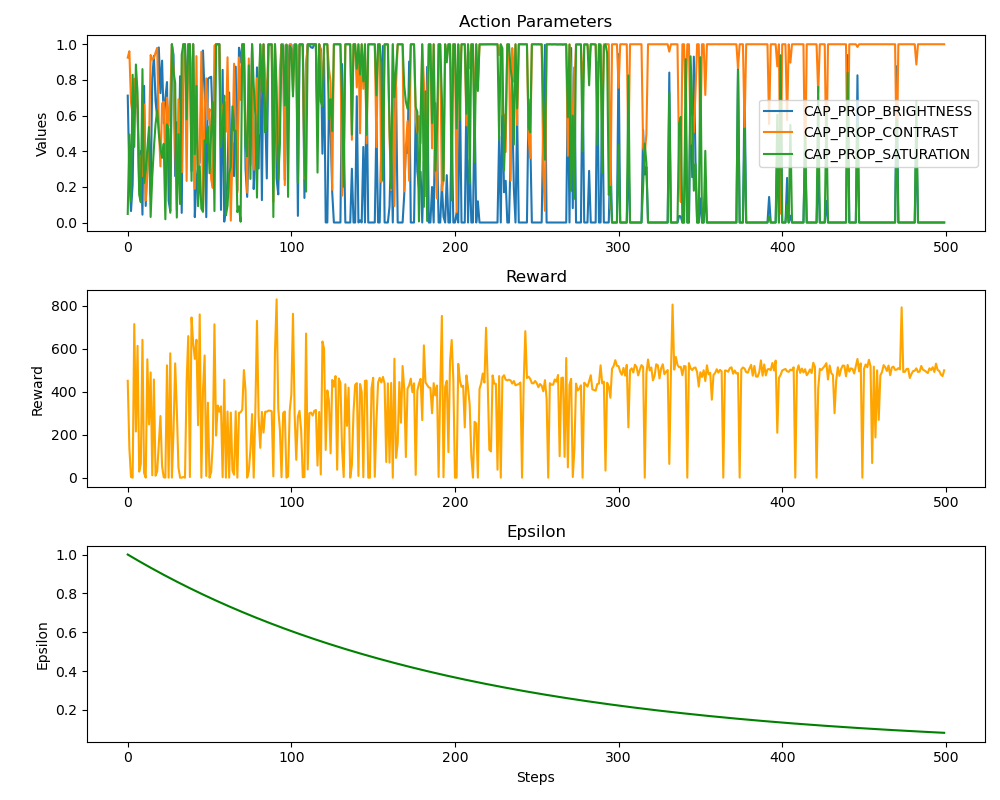 Action Parameters
1.0
0.8
0.6
0.4
0.2
0.0
Values
CAP_PROP_BRIGHTNESS
CAP_PROP_CONTRAST
CAP_PROP_SATURATION
0 100 200 300 400 500
Reward
800
600
400
200
0
Reward
0 100 200 300 400 500
Epsilon
1.0
0.8
0.6
0.4
0.2
Epsilon
0 100 200 300 400 500
Steps